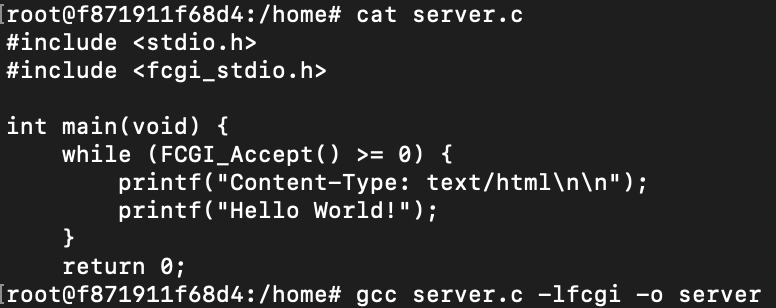 [root@f871911f68d4:/home# cat server.c
#include <stdio.h>
#include <fcgi_stdio.h>

int main(void) {
    while (FCGI_Accept() >= 0) {
        printf("Content-Type: text/html\n\n");
        printf("Hello World!");
    }
    return 0;
[root@f871911f68d4:/home# gcc server.c -lfcgi -o server